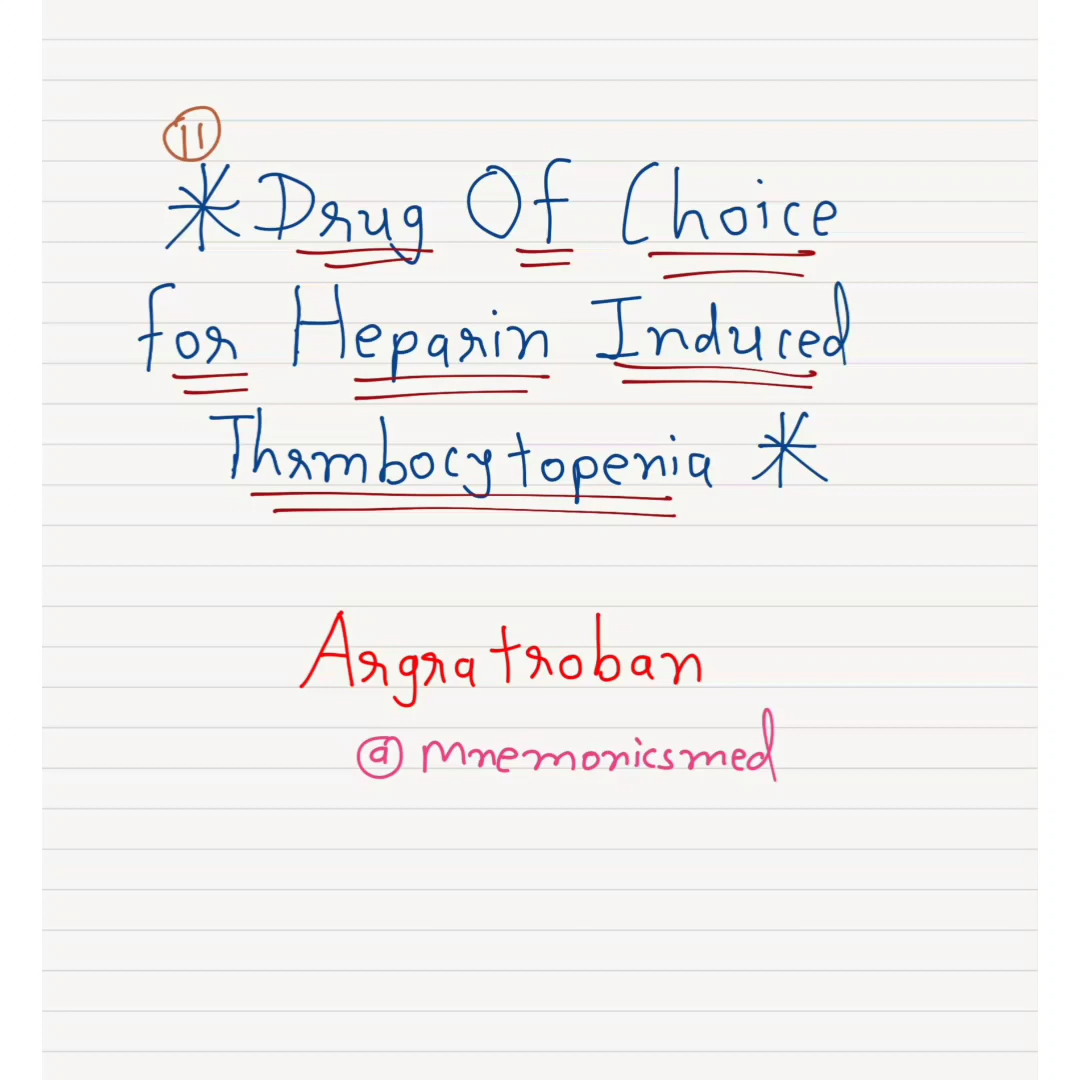 11
*Drug Of Choice
for Heparin Induced
Thrmbocytopenia *
Argratroban
@mnemonicsmed